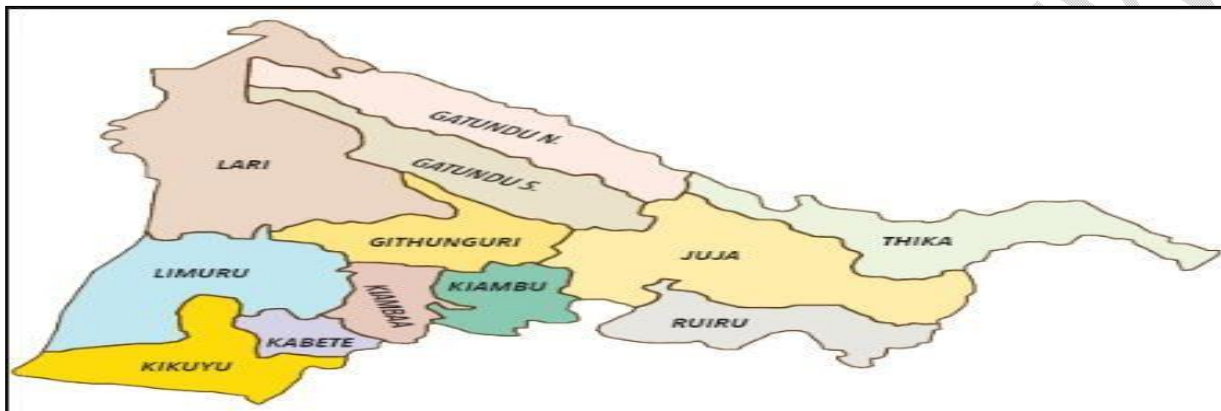 GATUNDU N.
LARI
GATUNDU S.
GITHUNGURI
THIKA
JUJA
LIMURU
KIAMBAA
KIAMBU
RUIRU
KABETE
KIKUYU